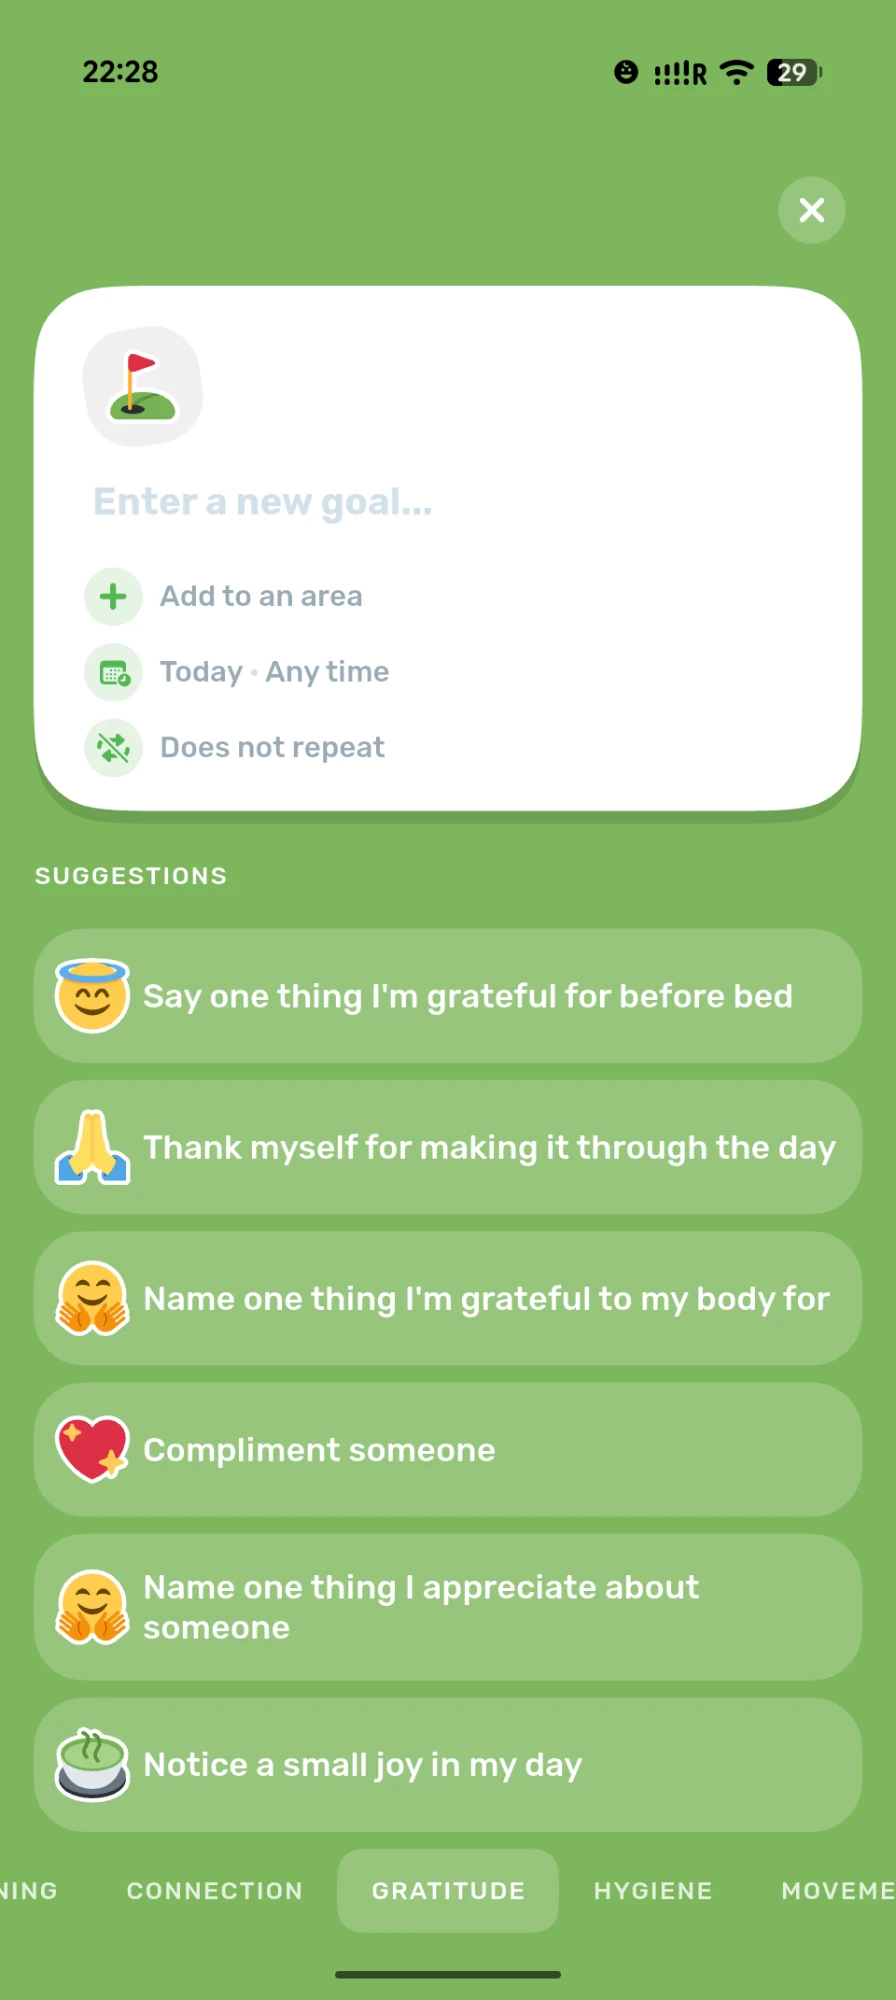 22:28
R
29
Enter a new goal...
Add to an area
Today • Any time
Does not repeat
SUGGESTIONS
Say one thing I'm grateful for before bed
Thank myself for making it through the day
Name one thing I'm grateful to my body for
Compliment someone
Name one thing I appreciate about
someone
Notice a small joy in my day
NING CONNECTION GRATITUDE HYGIENE MOVEME